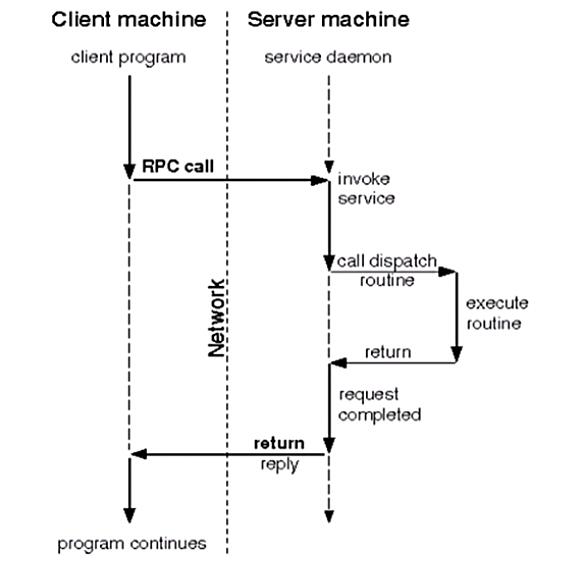 Client machine
Server machine
client program
service daemon
RPC call
invoke
service
call dispatch
routine
execute
routine
Network
return
request
completed
return
reply
program continues